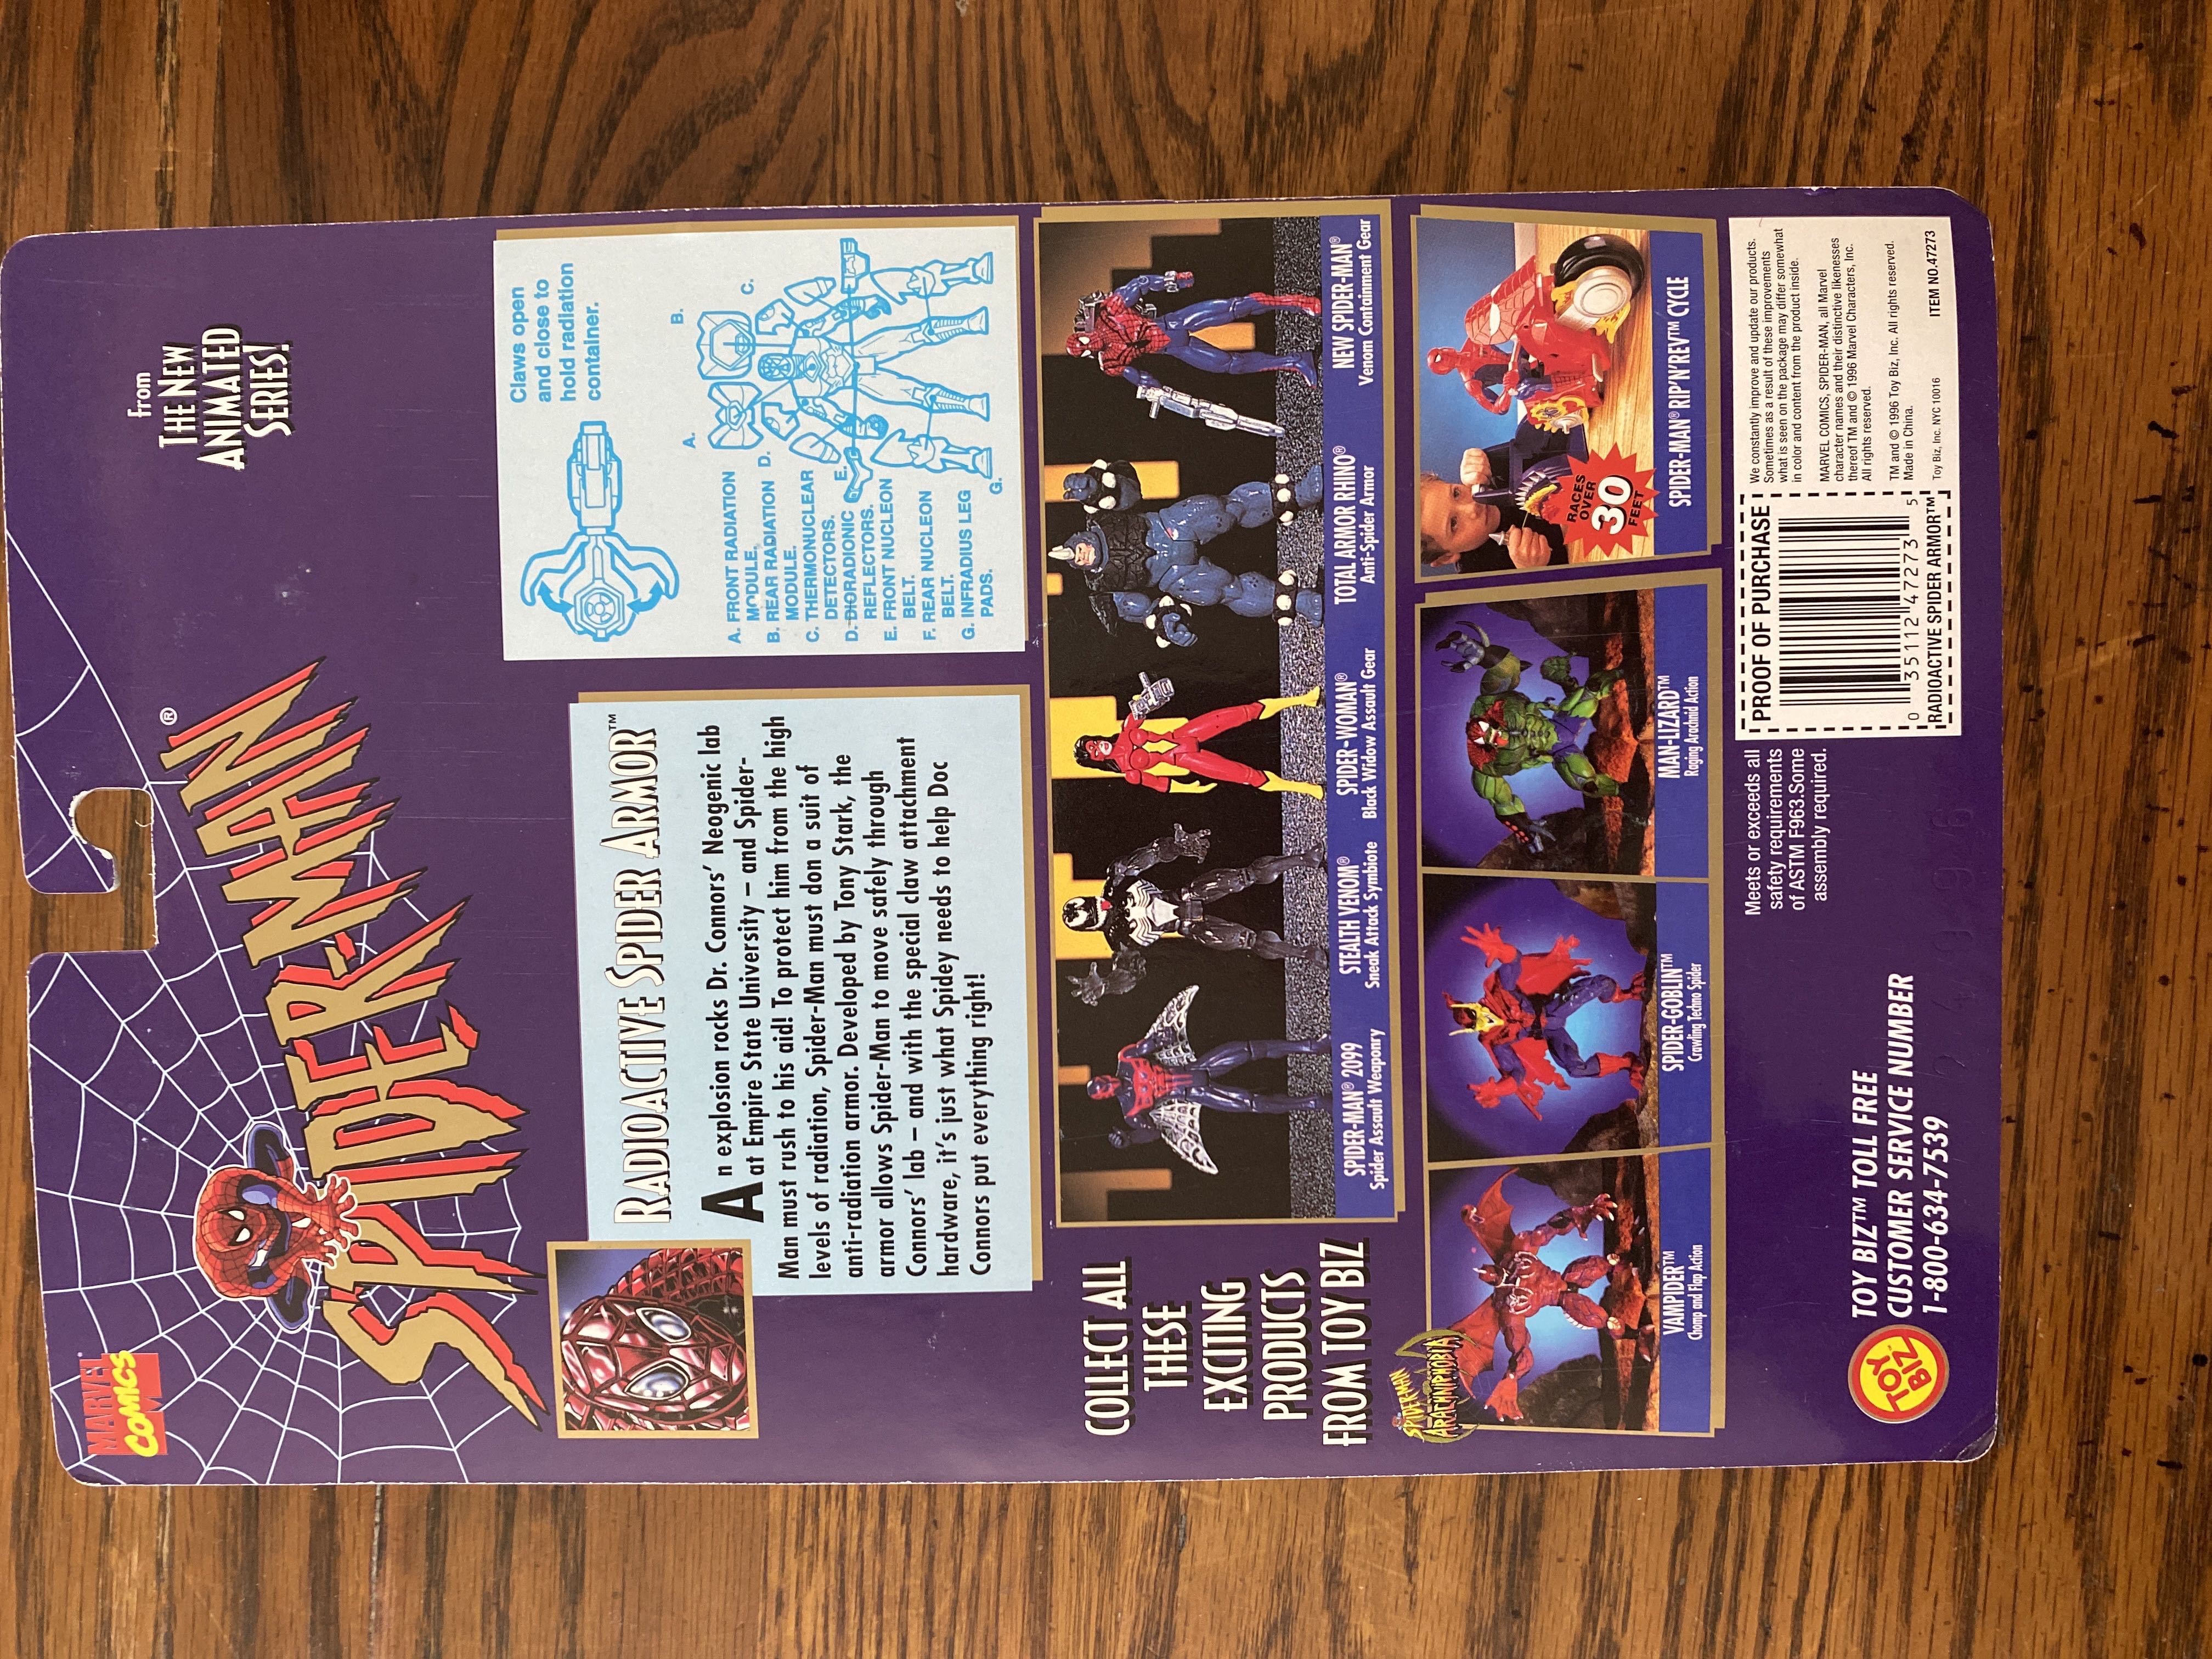 MARVEL
COMICS
SPIDER-MAN®
from
THE NEW
ANIMATED
SERIES!
RADIOACTIVE SPIDER ARMOR™
An explosion rocks Dr. Connors' Neogenic lab
at Empire State University – and Spider-
Man must rush to his aid! To protect him from the high
levels of radiation, Spider-Man must don a suit of
anti-radiation armor. Developed by Tony Stark, the
armor allows Spider-Man to move safely through
Connors' lab – and with the special claw attachment
hardware, it's just what Spidey needs to help Doc
Connors put everything right!
Claws open
and close to
hold radiation
container.
A. FRONT RADIATION
MODULE.
B. REAR RADIATION
MODULE.
C. THERMONUCLEAR
DETECTORS.
D. DIORADIONIC
REFLECTORS.
E. FRONT NUCLEON
BELT.
F. REAR NUCLEON
BELT.
G. INFRADIUS LEG
PADS.
A.
B.
C.
D.
E.
G.
COLLECT ALL
THESE
EXCITING
PRODUCTS
FROM TOY BIZ
SPIDER-MAN® 2099
Spider Assault Weaponry
STEALTH VENOM®
Sneak Attack Symbiote
SPIDER-WOMAN®
Black Widow Assault Gear
TOTAL ARMOR RHINO®
Anti-Spider Armor
NEW SPIDER-MAN®
Venom Containment Gear
SPIDER-MAN
ARACHNIPHOBIA
VAMPIDER™
Chomp and Flap Action
SPIDER-GOBLIN™
Crawling Techno Spider
MAN-LIZARD™
Raging Arachnid Action
RACES
OVER
30
FEET
SPIDER-MAN® RIP'N'REV™ CYCLE
TOY
BIZ
TOY BIZ™ TOLL FREE
CUSTOMER SERVICE NUMBER
1-800-634-7539
Meets or exceeds all
safety requirements
of ASTM F963.Some
assembly required.
PROOF OF PURCHASE
0 35112 47273 5
RADIOACTIVE SPIDER ARMOR™
We constantly improve and update our products.
Sometimes as a result of these improvements
what is seen on the package may differ somewhat
in color and content from the product inside.
MARVEL COMICS, SPIDER-MAN, all Marvel
character names and their distinctive likenesses
thereof TM and © 1996 Marvel Characters, Inc.
All rights reserved.
TM and © 1996 Toy Biz, Inc. All rights reserved.
Made in China.
Toy Biz, Inc. NYC 10016
ITEM NO.47273